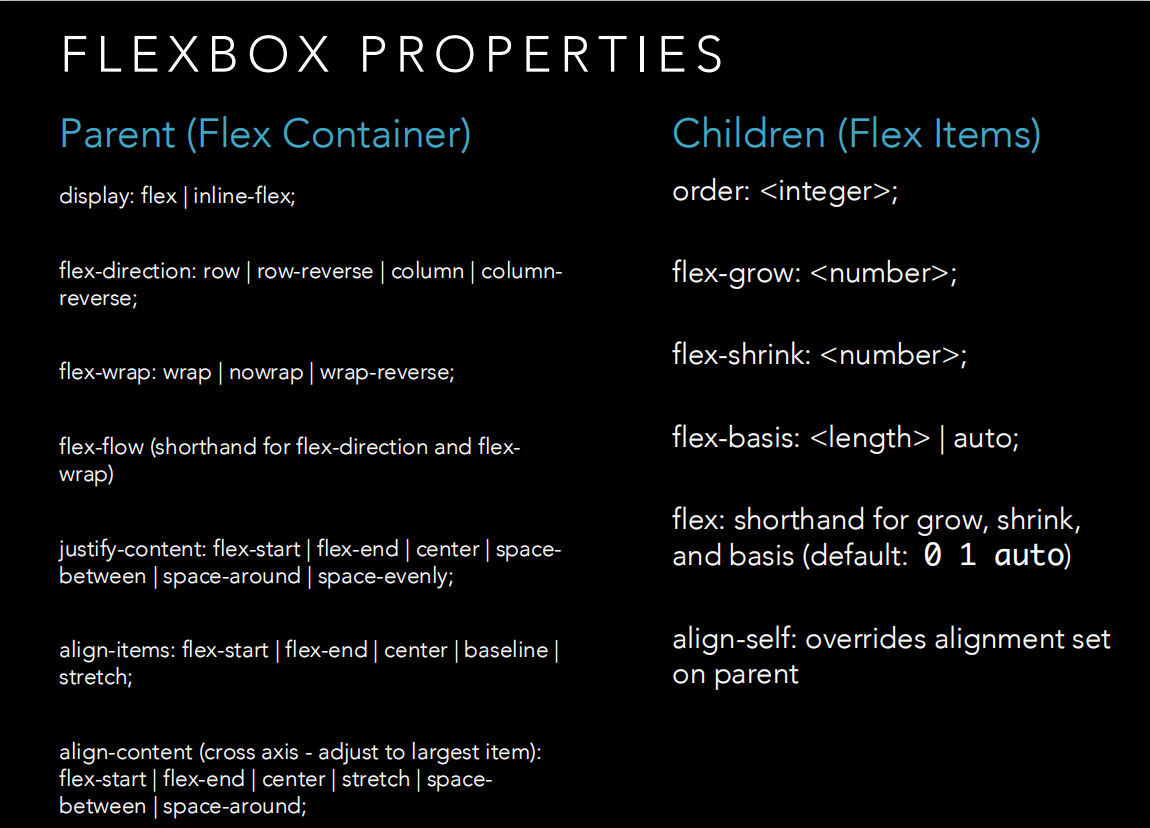 FLEXBOX PROPERTIES
Parent (Flex Container)
display: flex | inline-flex;
flex-direction: row | row-reverse | column | column-
reverse;
flex-wrap: wrap | nowrap | wrap-reverse;
flex-flow (shorthand for flex-direction and flex-
wrap)
justify-content: flex-start | flex-end | center | space-
between | space-around | space-evenly;
align-items: flex-start | flex-end | center | baseline |
stretch;
align-content (cross axis - adjust to largest item):
flex-start | flex-end | center | stretch | space-
between | space-around;
Children (Flex Items)
order: <integer>;
flex-grow: <number>;
flex-shrink: <number>;
flex-basis: <length> | auto;
flex: shorthand for grow, shrink,
and basis (default: 0 1 auto)
align-self: overrides alignment set
on parent